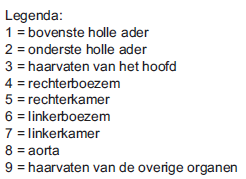 Legenda:
1 = bovenste holle ader
2 = onderste holle ader
3 = haarvaten van het hoofd
4 = rechterboezem
5 = rechterkamer
6 = linkerboezem
7 = linkerkamer
8 = aorta
9 = haarvaten van de overige organen